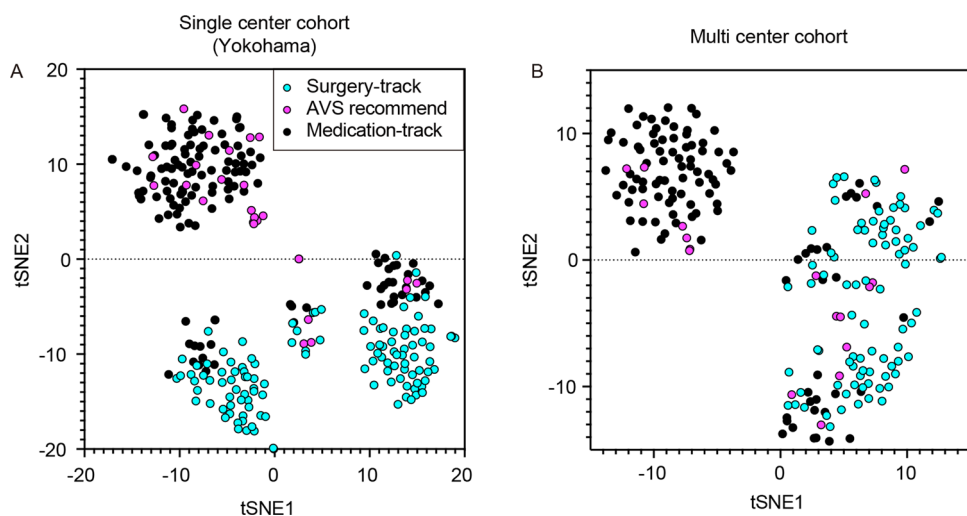 Single center cohort
(Yokohama)
Multi center cohort
A
B
Surgery-track
AVS recommend
Medication-track
20
10
0
-10
-20
tSNE2
-20
-10
0
10
20
tSNE1
10
0
-10
tSNE2
-10
0
10
tSNE1